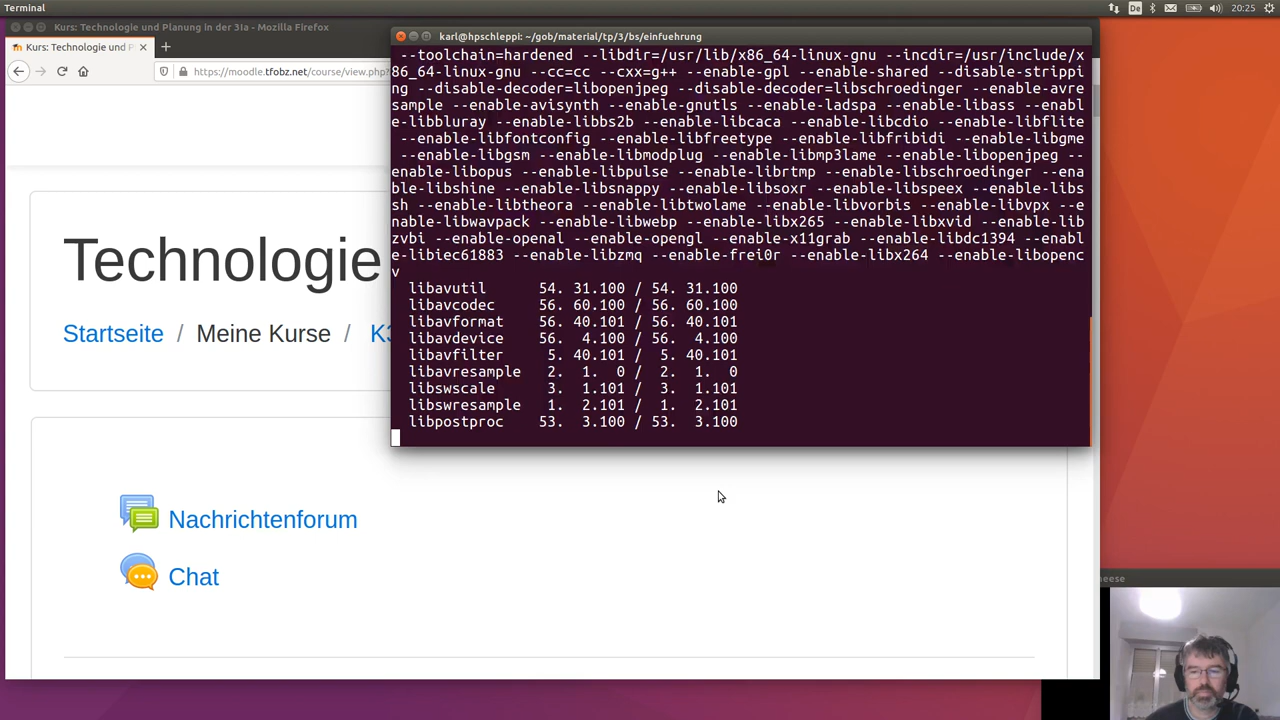 Terminal
De
20:25
Kurs: Technologie und Planung in der 3Ia - Mozilla Firefox
Kurs: Technologie und P
https://moodle.tfobz.net/course/view.php?
Technologie
Startseite / Meine Kurse / K3
Nachrichtenforum
Chat
karl@hpschleppi: ~/gob/material/tp/3/bs/einfuehrung
--toolchain=hardened --libdir=/usr/lib/x86_64-linux-gnu --incdir=/usr/include/x
86_64-linux-gnu --cc=cc --cxx=g++ --enable-gpl --enable-shared --disable-strippi
ng --disable-decoder=libopenjpeg --disable-decoder=libschroedinger --enable-avre
sample --enable-avisynth --enable-gnutls --enable-ladspa --enable-libass --enabl
e-libbluray --enable-libbs2b --enable-libcaca --enable-libcdio --enable-libflite
--enable-libfontconfig --enable-libfreetype --enable-libfribidi --enable-libgme
--enable-libgsm --enable-libmodplug --enable-libmp3lame --enable-libopenjpeg --
enable-libopus --enable-libpulse --enable-librtmp --enable-libschroedinger --ena
ble-libshine --enable-libsnappy --enable-libsoxr --enable-libspeex --enable-libs
sh --enable-libtheora --enable-libtwolame --enable-libvorbis --enable-libvpx --e
nable-libwavpack --enable-libwebp --enable-libx265 --enable-libxvid --enable-lib
zvbi --enable-openal --enable-opengl --enable-x11grab --enable-libdc1394 --enabl
e-libiec61883 --enable-libzmq --enable-frei0r --enable-libx264 --enable-libopenc
v
libavutil 54. 31.100 / 54. 31.100
libavcodec 56. 60.100 / 56. 60.100
libavformat 56. 40.101 / 56. 40.101
libavdevice 56. 4.100 / 56. 4.100
libavfilter 5. 40.101 / 5. 40.101
libavresample 2. 1. 0 / 2. 1. 0
libswscale 3. 1.101 / 3. 1.101
libswresample 1. 2.101 / 1. 2.101
libpostproc 53. 3.100 / 53. 3.100
heese